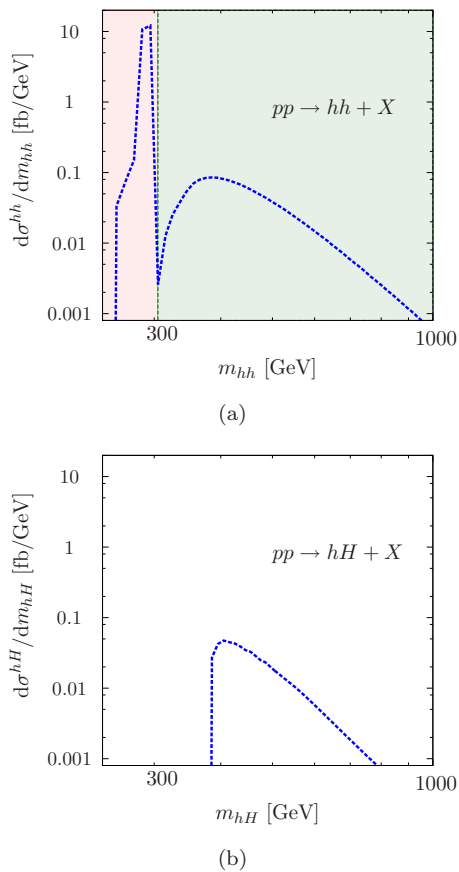 10
1
0.1
0.01
0.001
dσ^{hh}/dm_{hh} [fb/GeV]
pp → hh + X
300
1000
m_{hh} [GeV]
(a)
10
1
0.1
0.01
0.001
dσ^{hH}/dm_{hH} [fb/GeV]
pp → hH + X
300
1000
m_{hH} [GeV]
(b)